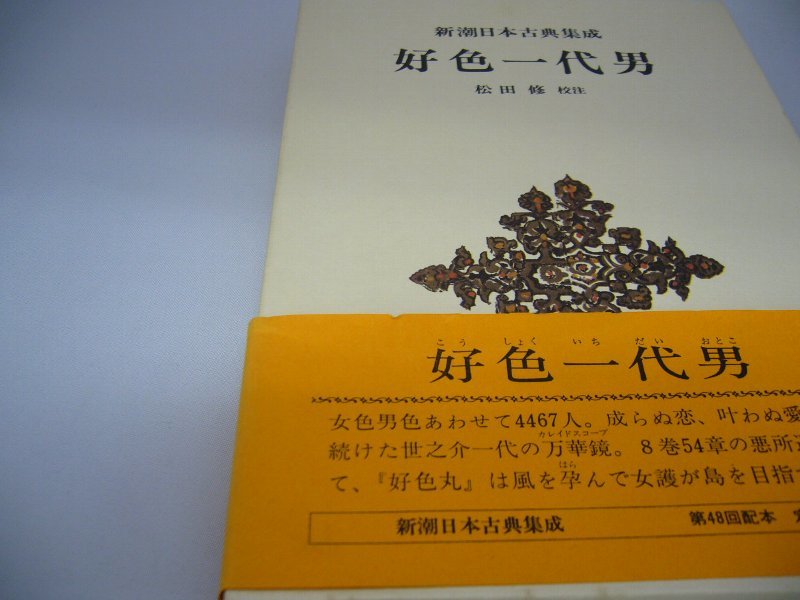 新潮日本古典集成
好色一代男
松田修 校注
こう しょく いち だい おとこ
好色一代男
女色男色あわせて4467人。成らぬ恋、叶わぬ愛
カレイドスコープ
続けた世之介一代の万華鏡。8巻54章の悪所
はら
て、『好色丸』は風を孕んで女護が島を目指
新潮日本古典集成 第48回配本